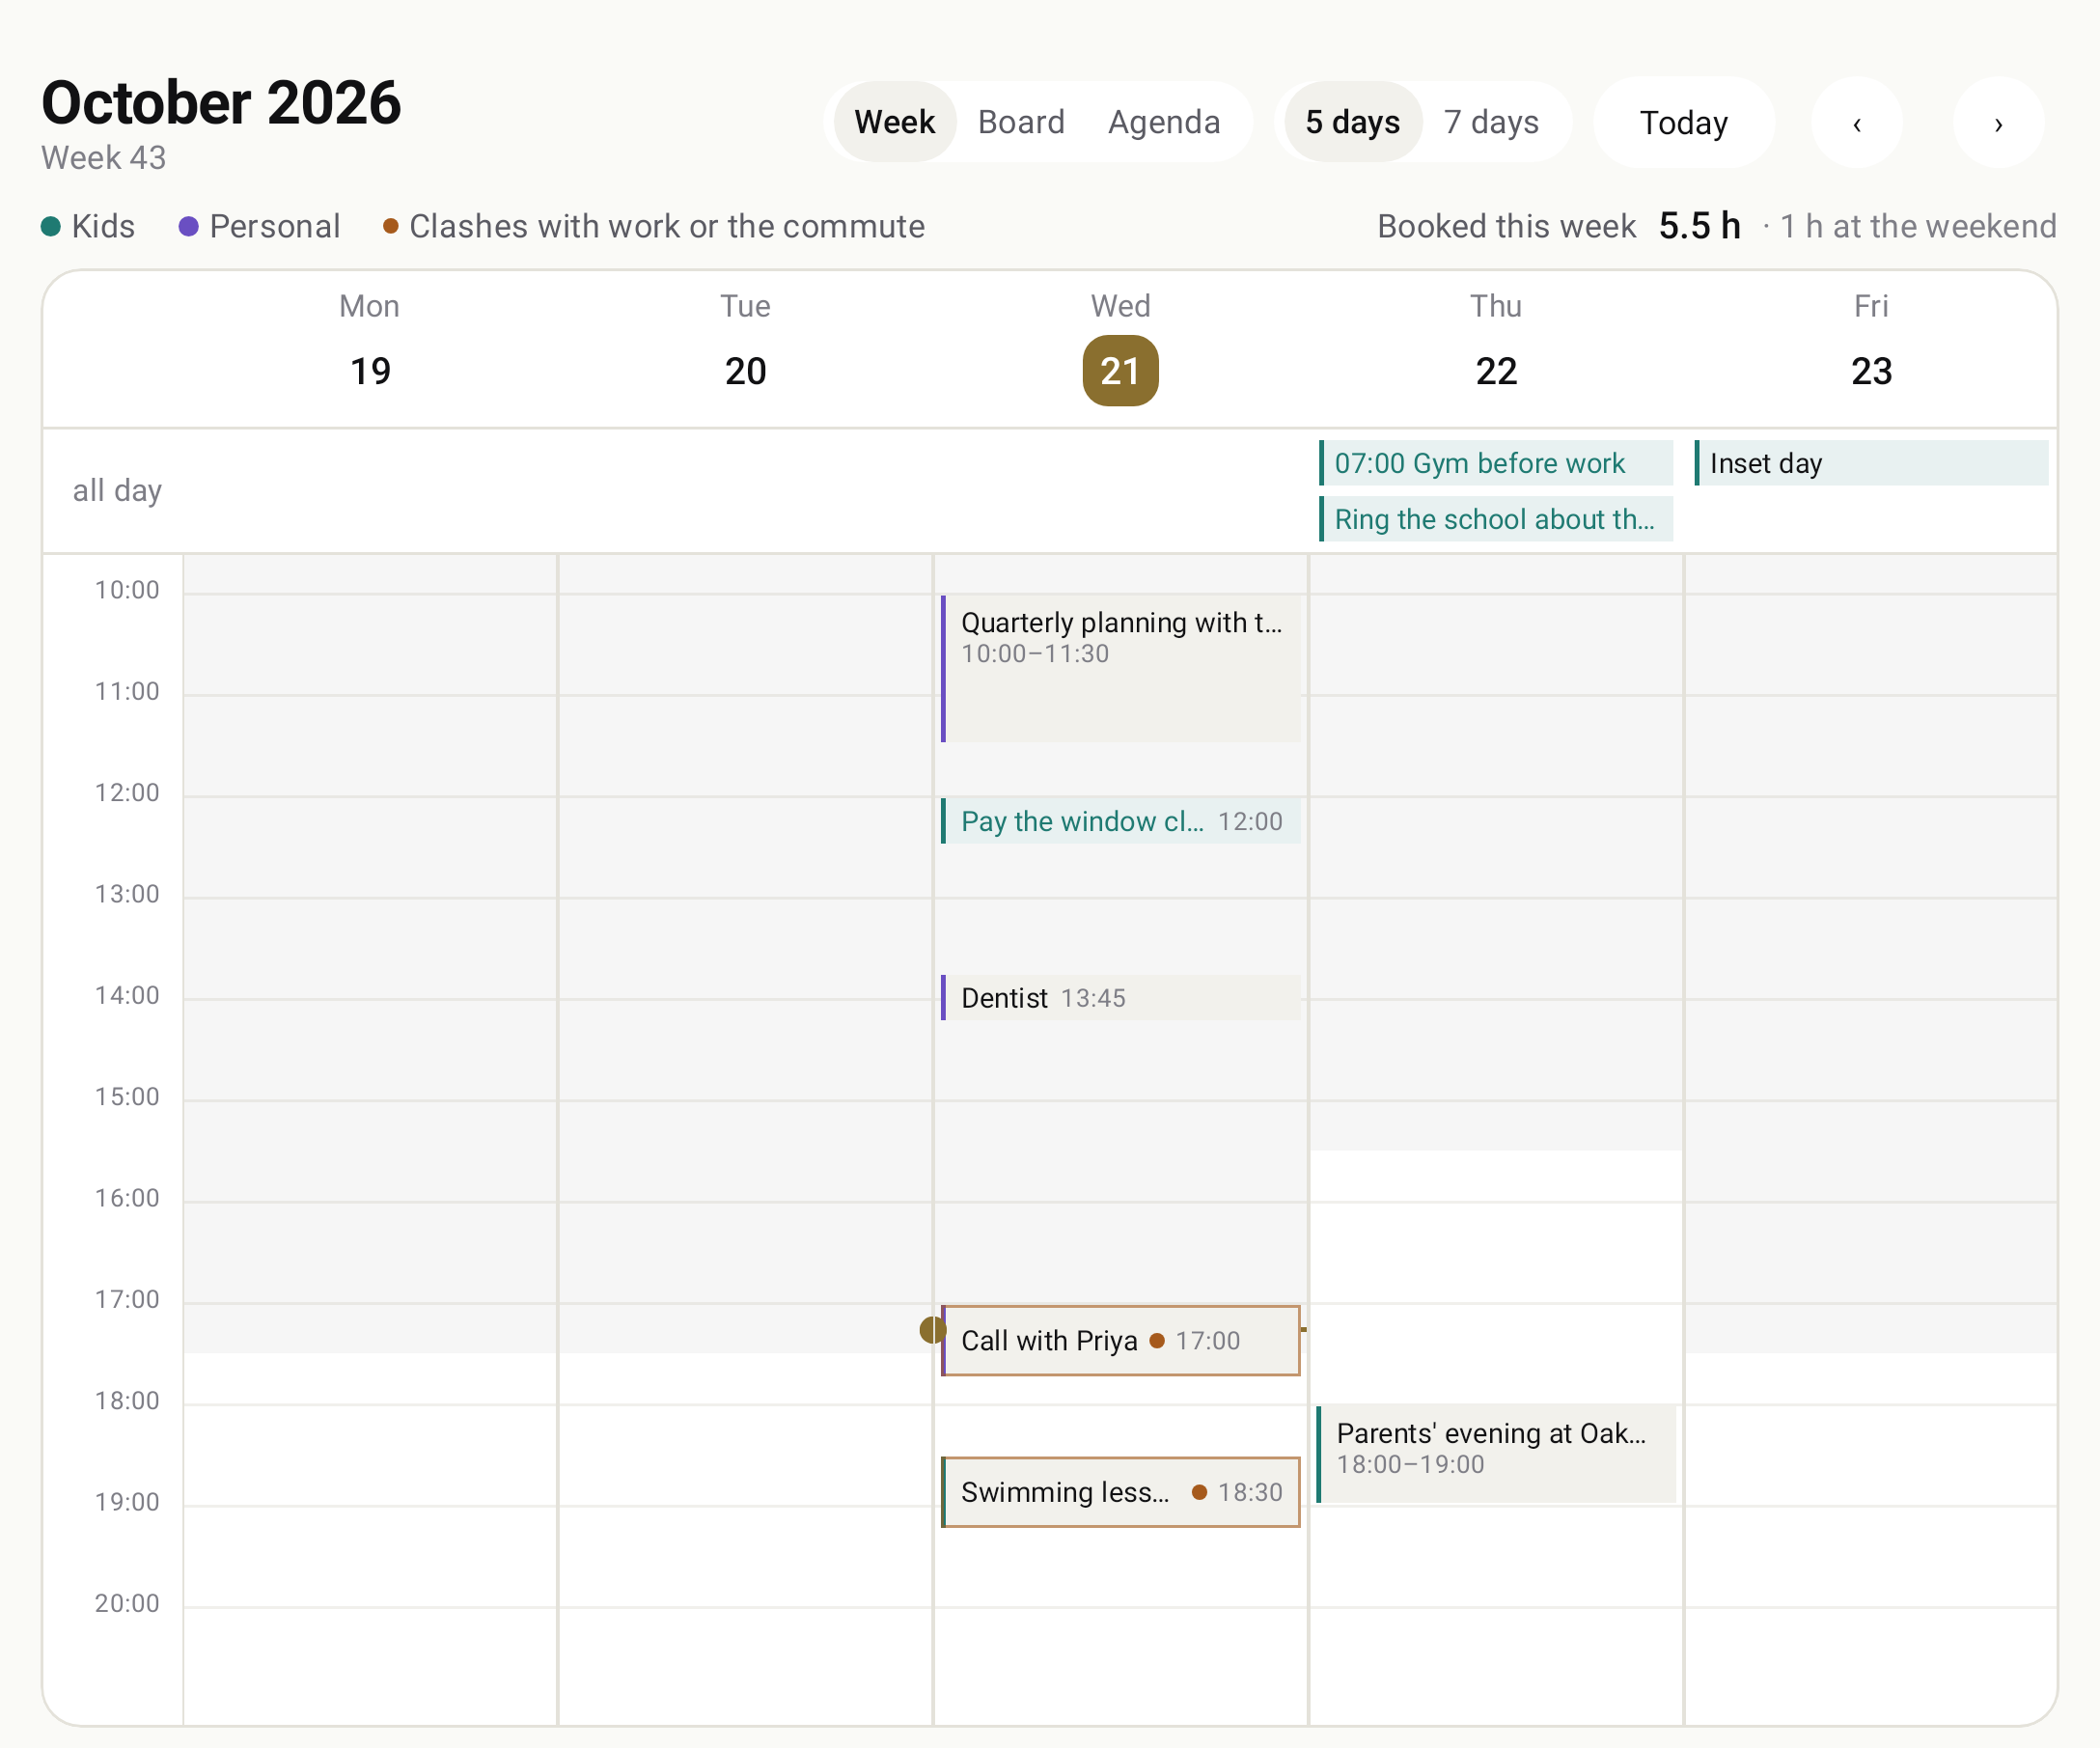 October 2026
Week 43
Week Board Agenda
5 days 7 days
Today
‹ ›
Kids Personal Clashes with work or the commute
Booked this week 5.5 h · 1 h at the weekend
Mon Tue Wed Thu Fri
19 20 21 22 23
all day
07:00 Gym before work
Ring the school about th...
Inset day
10:00
Quarterly planning with t...
10:00–11:30
11:00
12:00
Pay the window cl... 12:00
13:00
14:00
Dentist 13:45
15:00
16:00
17:00
Call with Priya 17:00
18:00
Parents' evening at Oak...
18:00–19:00
Swimming less... 18:30
19:00
20:00